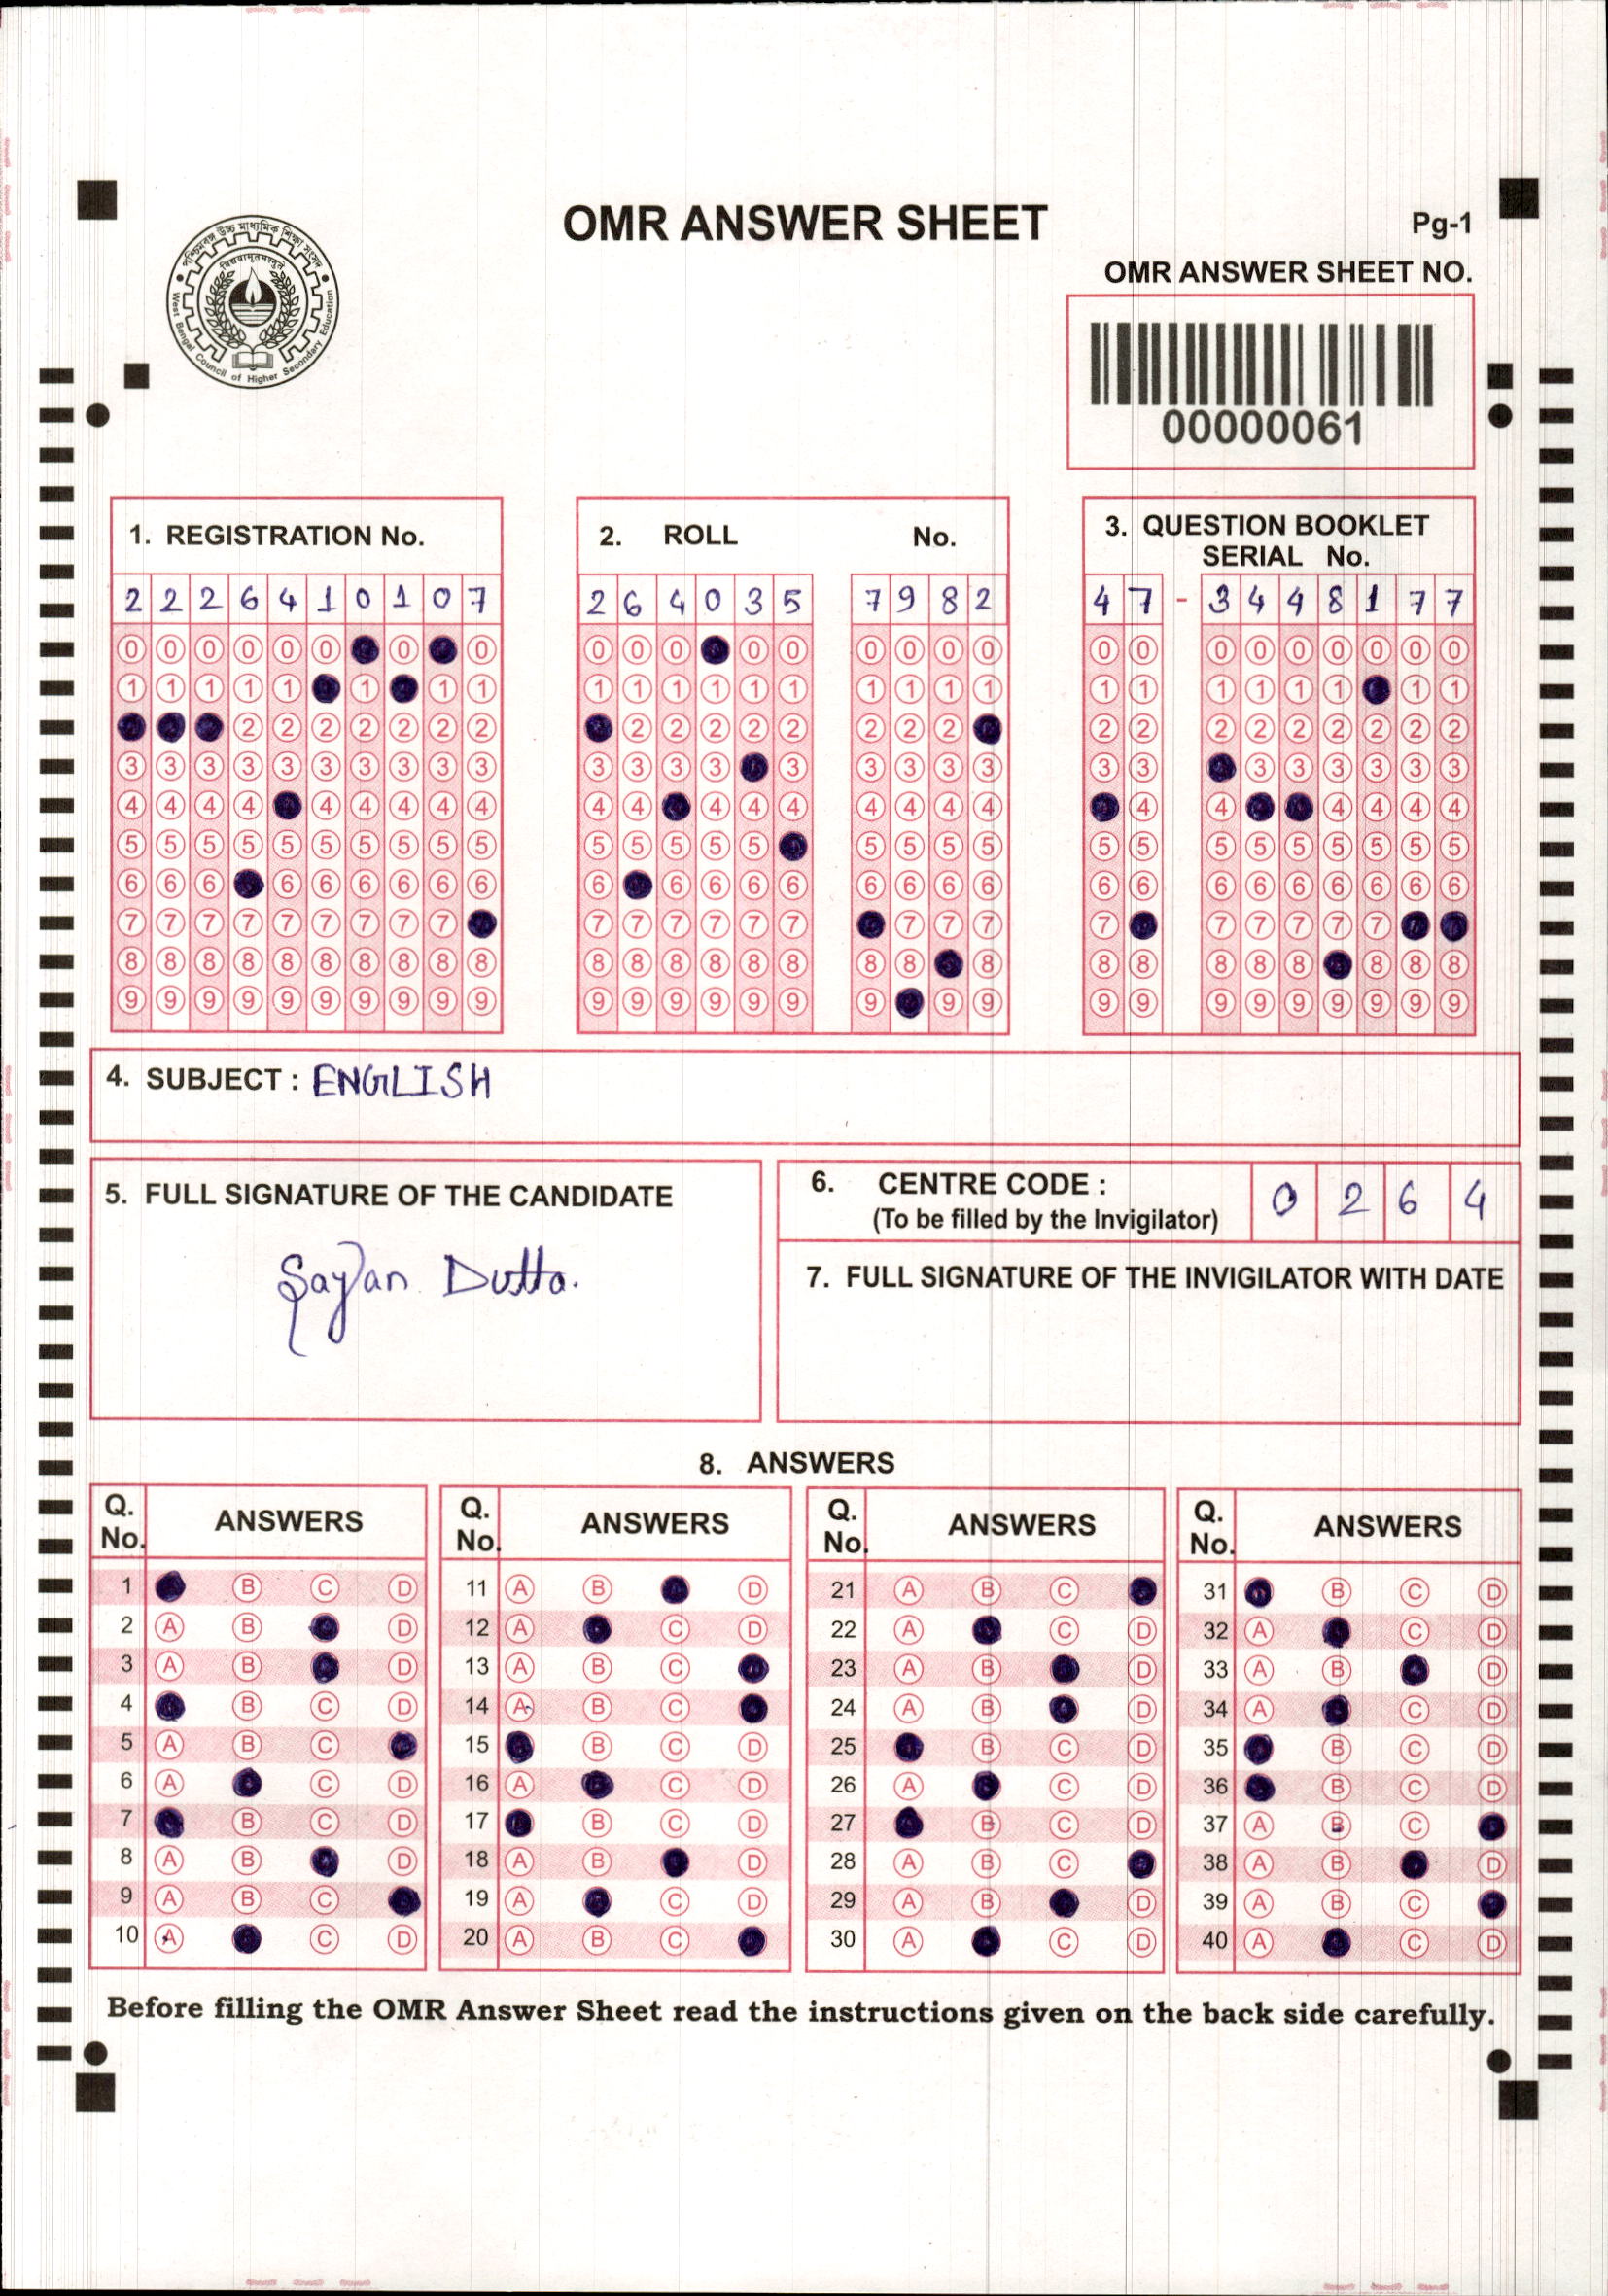 OMR ANSWER SHEET
Pg-1
পশ্চিমবঙ্গ উচ্চ মাধ্যমিক শিক্ষা সংসদ
West Bengal Council of Higher Secondary Education
OMR ANSWER SHEET NO.
00000061
1. REGISTRATION No.
2 2 2 6 4 1 0 1 0 7
2. ROLL No.
2 6 4 0 3 5 7 9 8 2
3. QUESTION BOOKLET
SERIAL No.
4 7 - 3 4 4 8 1 7 7
4. SUBJECT : ENGLISH
5. FULL SIGNATURE OF THE CANDIDATE
Sayan Dutta.
6. CENTRE CODE : 0 2 6 4
(To be filled by the Invigilator)
7. FULL SIGNATURE OF THE INVIGILATOR WITH DATE
8. ANSWERS
Q. No. ANSWERS
1 B C D
2 A B D
3 A B D
4 B C D
5 A B C
6 A C D
7 B C D
8 A B D
9 A B C
10 A C D
Q. No. ANSWERS
11 A B D
12 A C D
13 A B C
14 A B C
15 B C D
16 A C D
17 B C D
18 A B D
19 A C D
20 A B C
Q. No. ANSWERS
21 A B C
22 A C D
23 A B D
24 A B D
25 B C D
26 A C D
27 B C D
28 A B C
29 A B D
30 A C D
Q. No. ANSWERS
31 B C D
32 A C D
33 A B D
34 A C D
35 B C D
36 B C D
37 A B C
38 A B D
39 A B C
40 A C D
Before filling the OMR Answer Sheet read the instructions given on the back side carefully.